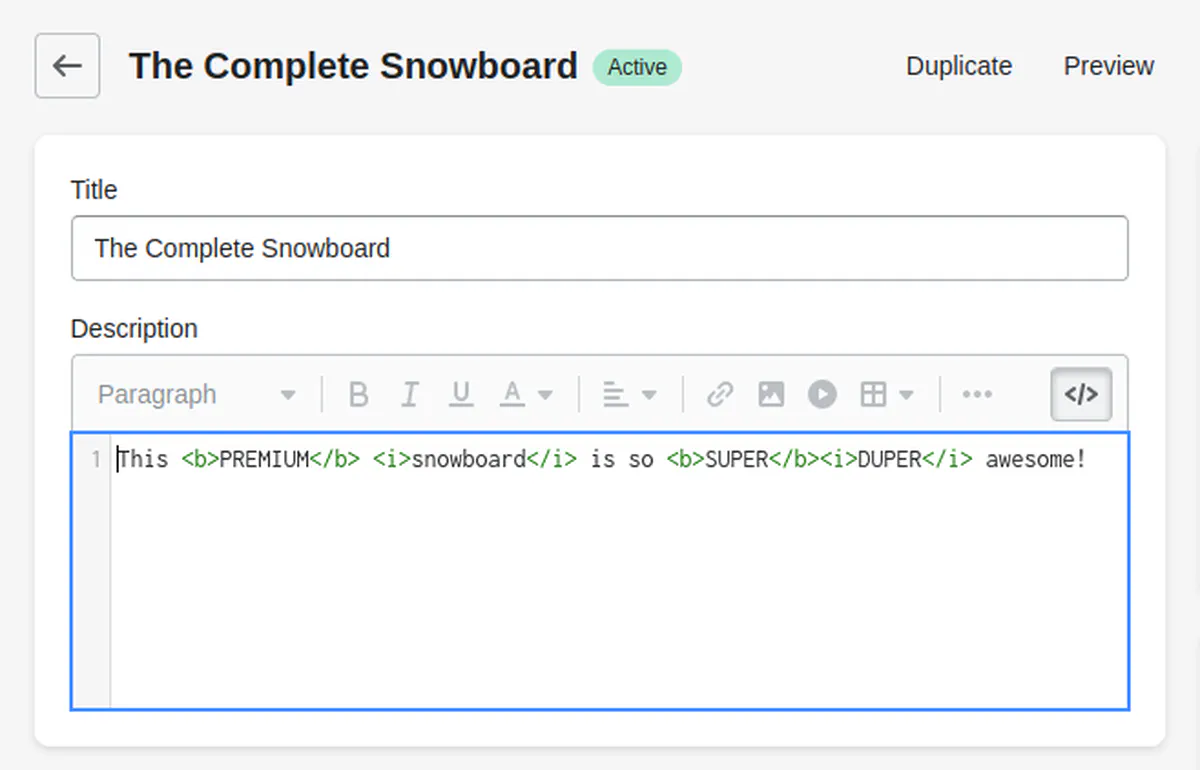 The Complete Snowboard Active Duplicate Preview
Title
The Complete Snowboard
Description
Paragraph B I U A </>
1 This <b>PREMIUM</b> <i>snowboard</i> is so <b>SUPER</b><i>DUPER</i> awesome!